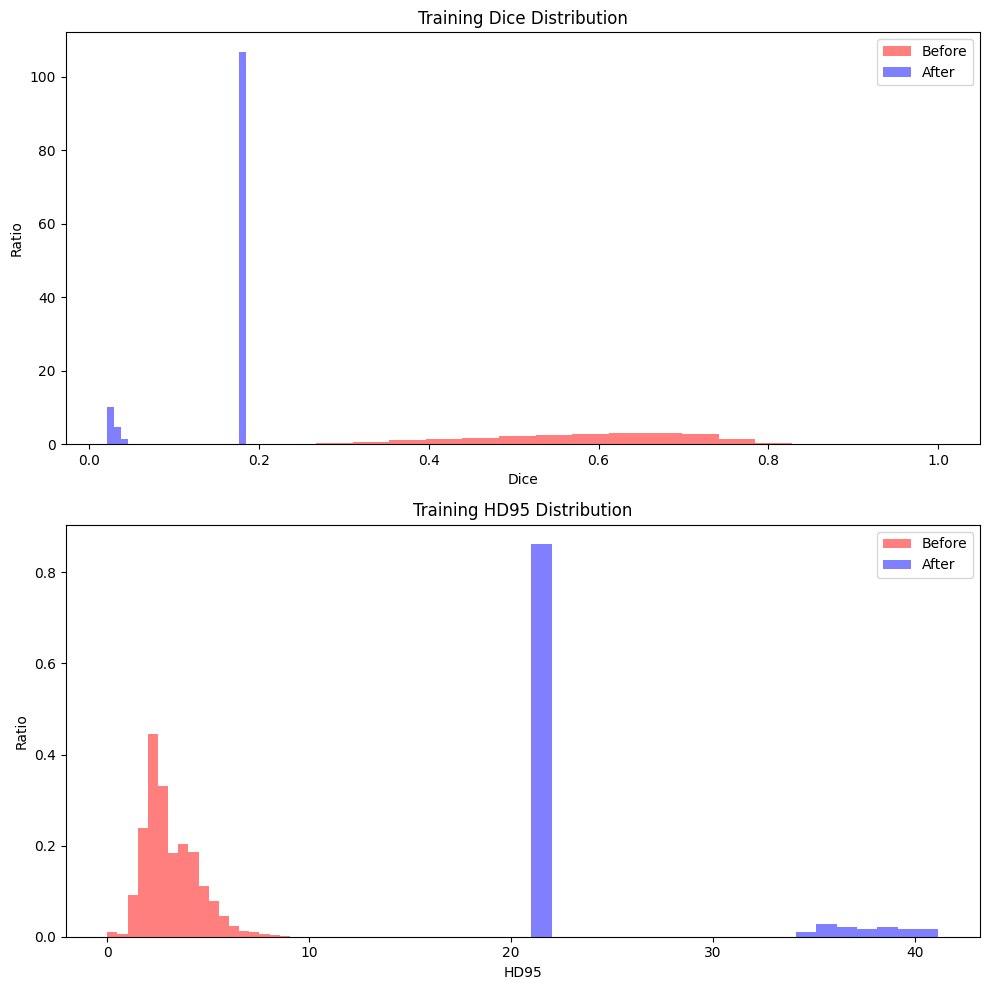 Training Dice Distribution
Before
After
100
80
60
40
20
0
Ratio
0.0 0.2 0.4 0.6 0.8 1.0
Dice
Training HD95 Distribution
Before
After
0.8
0.6
0.4
0.2
0.0
Ratio
0 10 20 30 40
HD95